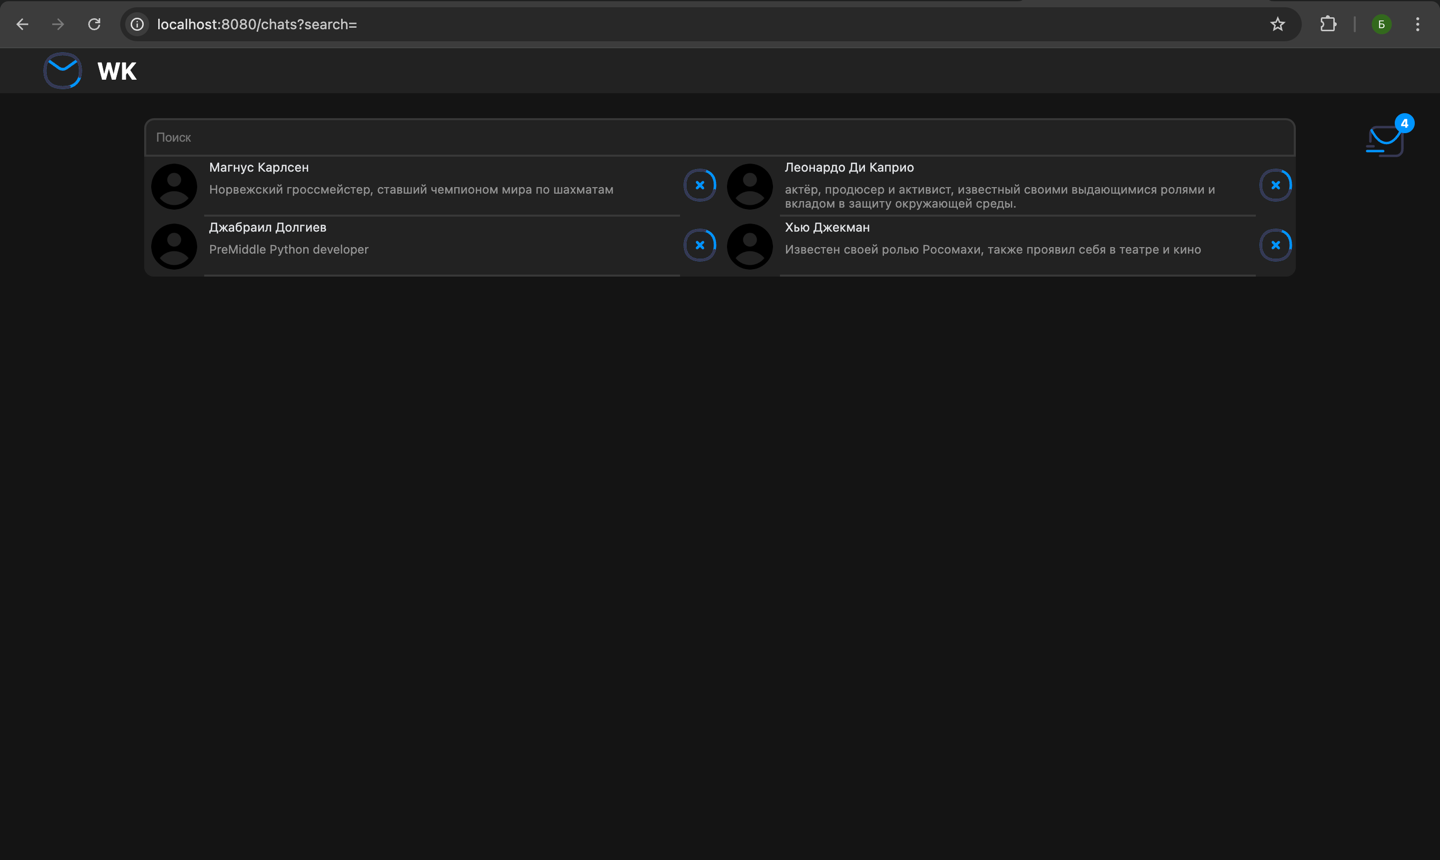 localhost:8080/chats?search=
Б
WK
4
Поиск
Магнус Карлсен
Норвежский гроссмейстер, ставший чемпионом мира по шахматам
Леонардо Ди Каприо
актёр, продюсер и активист, известный своими выдающимися ролями и
вкладом в защиту окружающей среды.
Джабраил Долгиев
PreMiddle Python developer
Хью Джекман
Известен своей ролью Росомахи, также проявил себя в театре и кино